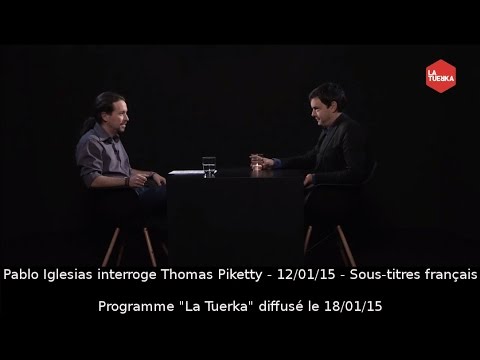 LA
TUERKA
Pablo Iglesias interroge Thomas Piketty - 12/01/15 - Sous-titres français
Programme "La Tuerka" diffusé le 18/01/15